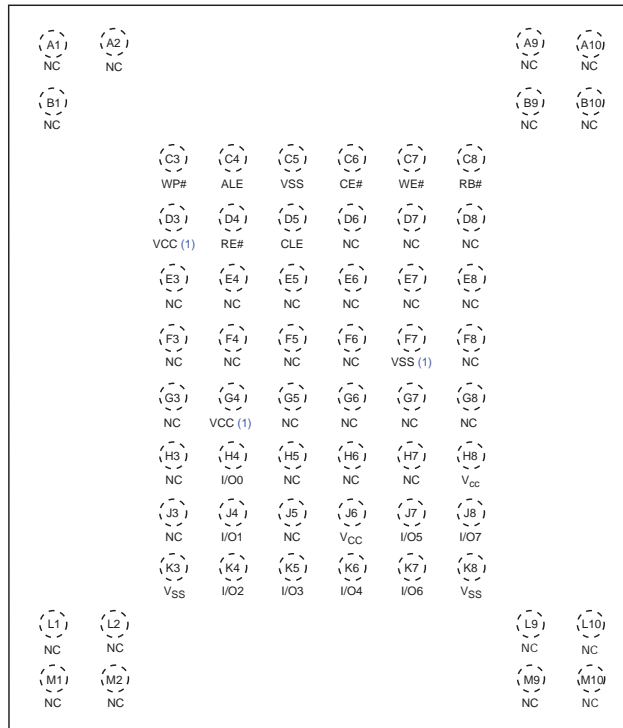 A1 A2 A9 A10
NC NC NC NC
B1 B9 B10
NC NC NC
C3 C4 C5 C6 C7 C8
WP# ALE VSS CE# WE# RB#
D3 D4 D5 D6 D7 D8
VCC (1) RE# CLE NC NC NC
E3 E4 E5 E6 E7 E8
NC NC NC NC NC NC
F3 F4 F5 F6 F7 F8
NC NC NC NC VSS (1) NC
G3 G4 G5 G6 G7 G8
NC VCC (1) NC NC NC NC
H3 H4 H5 H6 H7 H8
NC I/O0 NC NC NC Vcc
J3 J4 J5 J6 J7 J8
NC I/O1 NC VCC I/O5 I/O7
K3 K4 K5 K6 K7 K8
VSS I/O2 I/O3 I/O4 I/O6 VSS
L1 L2 L9 L10
NC NC NC NC
M1 M2 M9 M10
NC NC NC NC